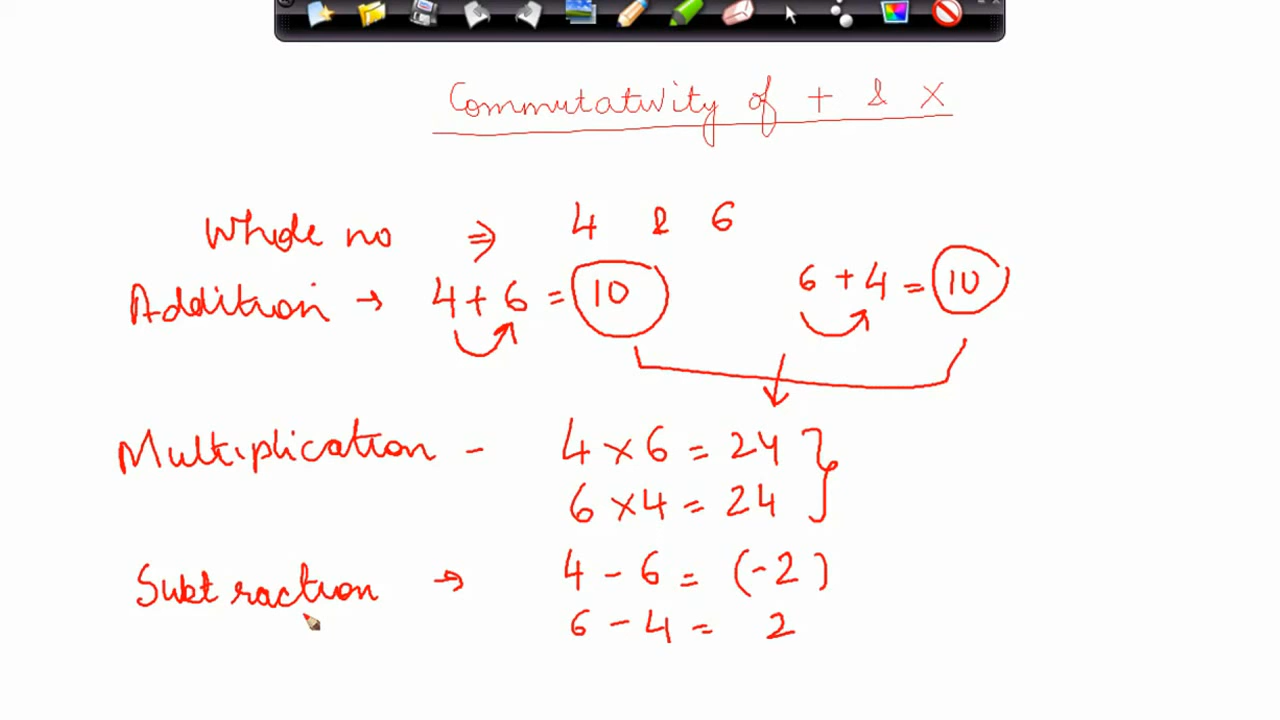 Commutativity of + & X
Whole no ⇒ 4 & 6
Addition → 4 + 6 = 10 6 + 4 = 10
Multiplication - 4 × 6 = 24
6 × 4 = 24
Subtraction → 4 - 6 = (-2)
6 - 4 = 2